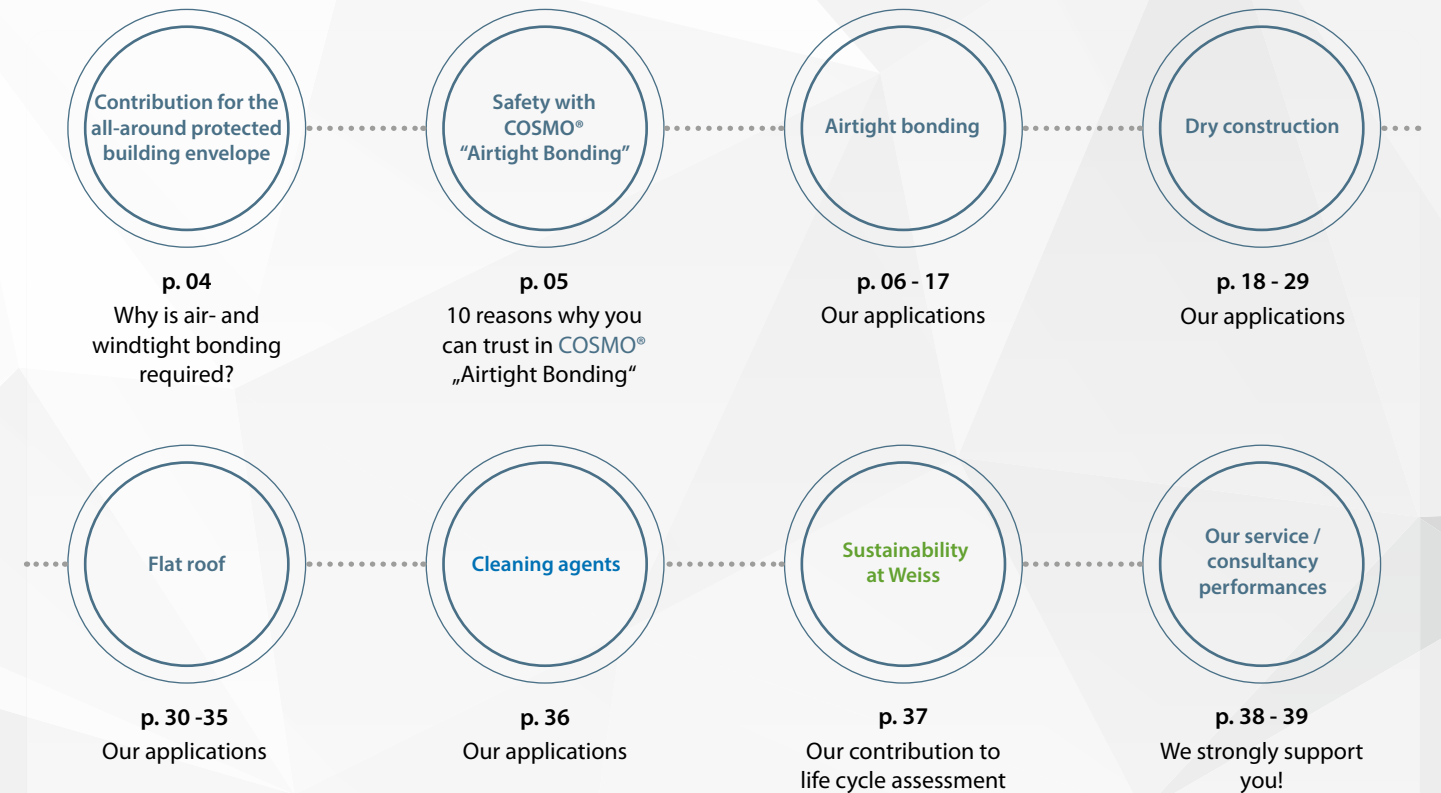 Contribution for the
all-around protected
building envelope
p. 04
Why is air- and
windtight bonding
required?
Safety with
COSMO®
“Airtight Bonding”
p. 05
10 reasons why you
can trust in COSMO®
„Airtight Bonding“
Airtight bonding
p. 06 - 17
Our applications
Dry construction
p. 18 - 29
Our applications
Flat roof
p. 30 -35
Our applications
Cleaning agents
p. 36
Our applications
Sustainability
at Weiss
p. 37
Our contribution to
life cycle assessment
Our service /
consultancy
performances
p. 38 - 39
We strongly support
you!